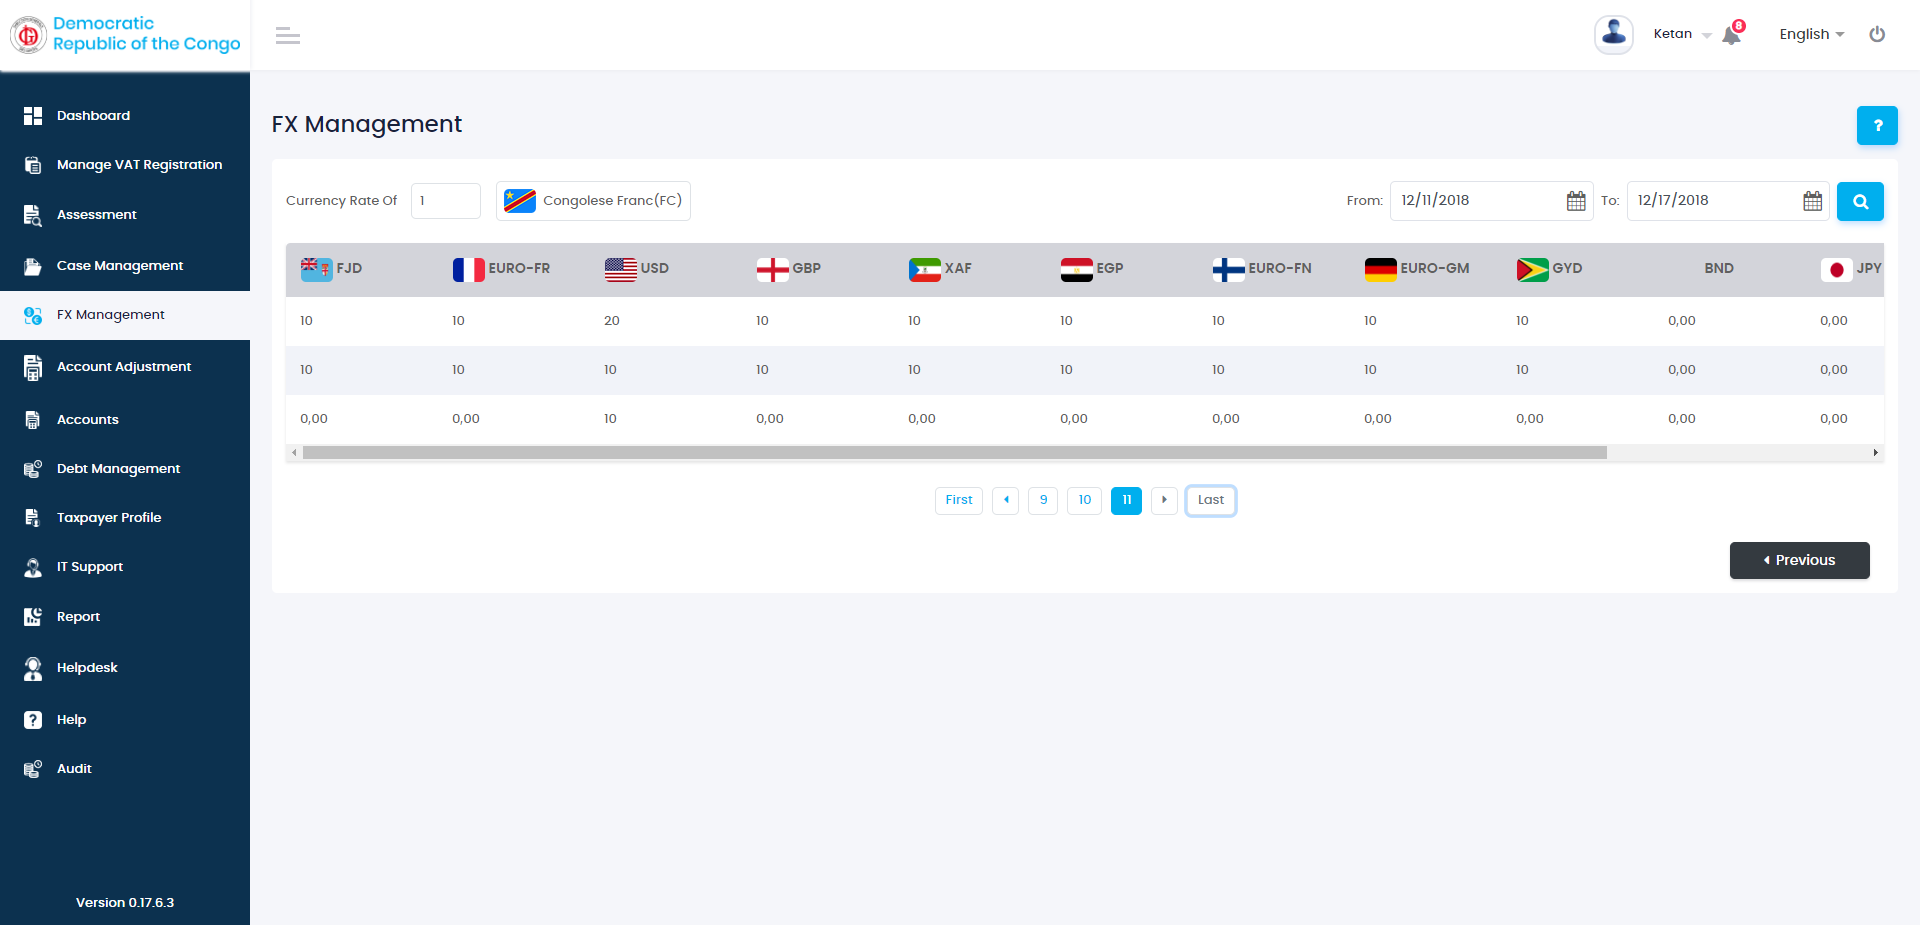 Democratic
Republic of the Congo
Ketan
8
English
Dashboard
Manage VAT Registration
Assessment
Case Management
FX Management
Account Adjustment
Accounts
Debt Management
Taxpayer Profile
IT Support
Report
Helpdesk
Help
Audit
Version 0.17.6.3
FX Management
?
Currency Rate Of 1 Congolese Franc(FC) From: 12/11/2018 To: 12/17/2018
FJD EURO-FR USD GBP XAF EGP EURO-FN EURO-GM GYD BND JPY
10 10 20 10 10 10 10 10 10 0,00 0,00
10 10 10 10 10 10 10 10 10 0,00 0,00
0,00 0,00 10 0,00 0,00 0,00 0,00 0,00 0,00 0,00 0,00
First 9 10 11 Last
Previous